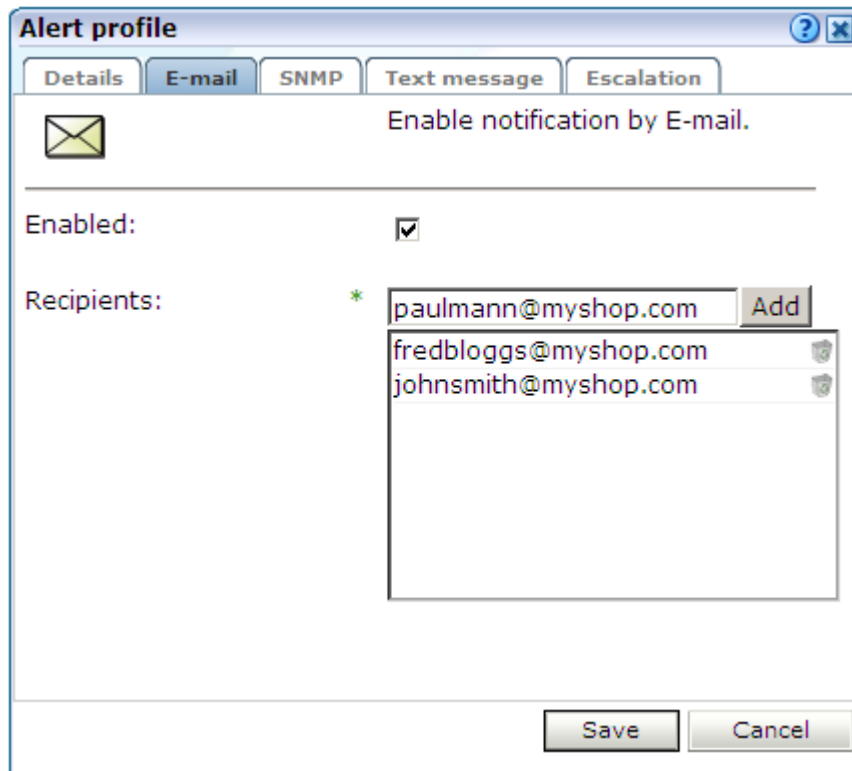 Alert profile
Details E-mail SNMP Text message Escalation
Enable notification by E-mail.
Enabled:
Recipients: * paulmann@myshop.com Add
fredbloggs@myshop.com
johnsmith@myshop.com
Save Cancel